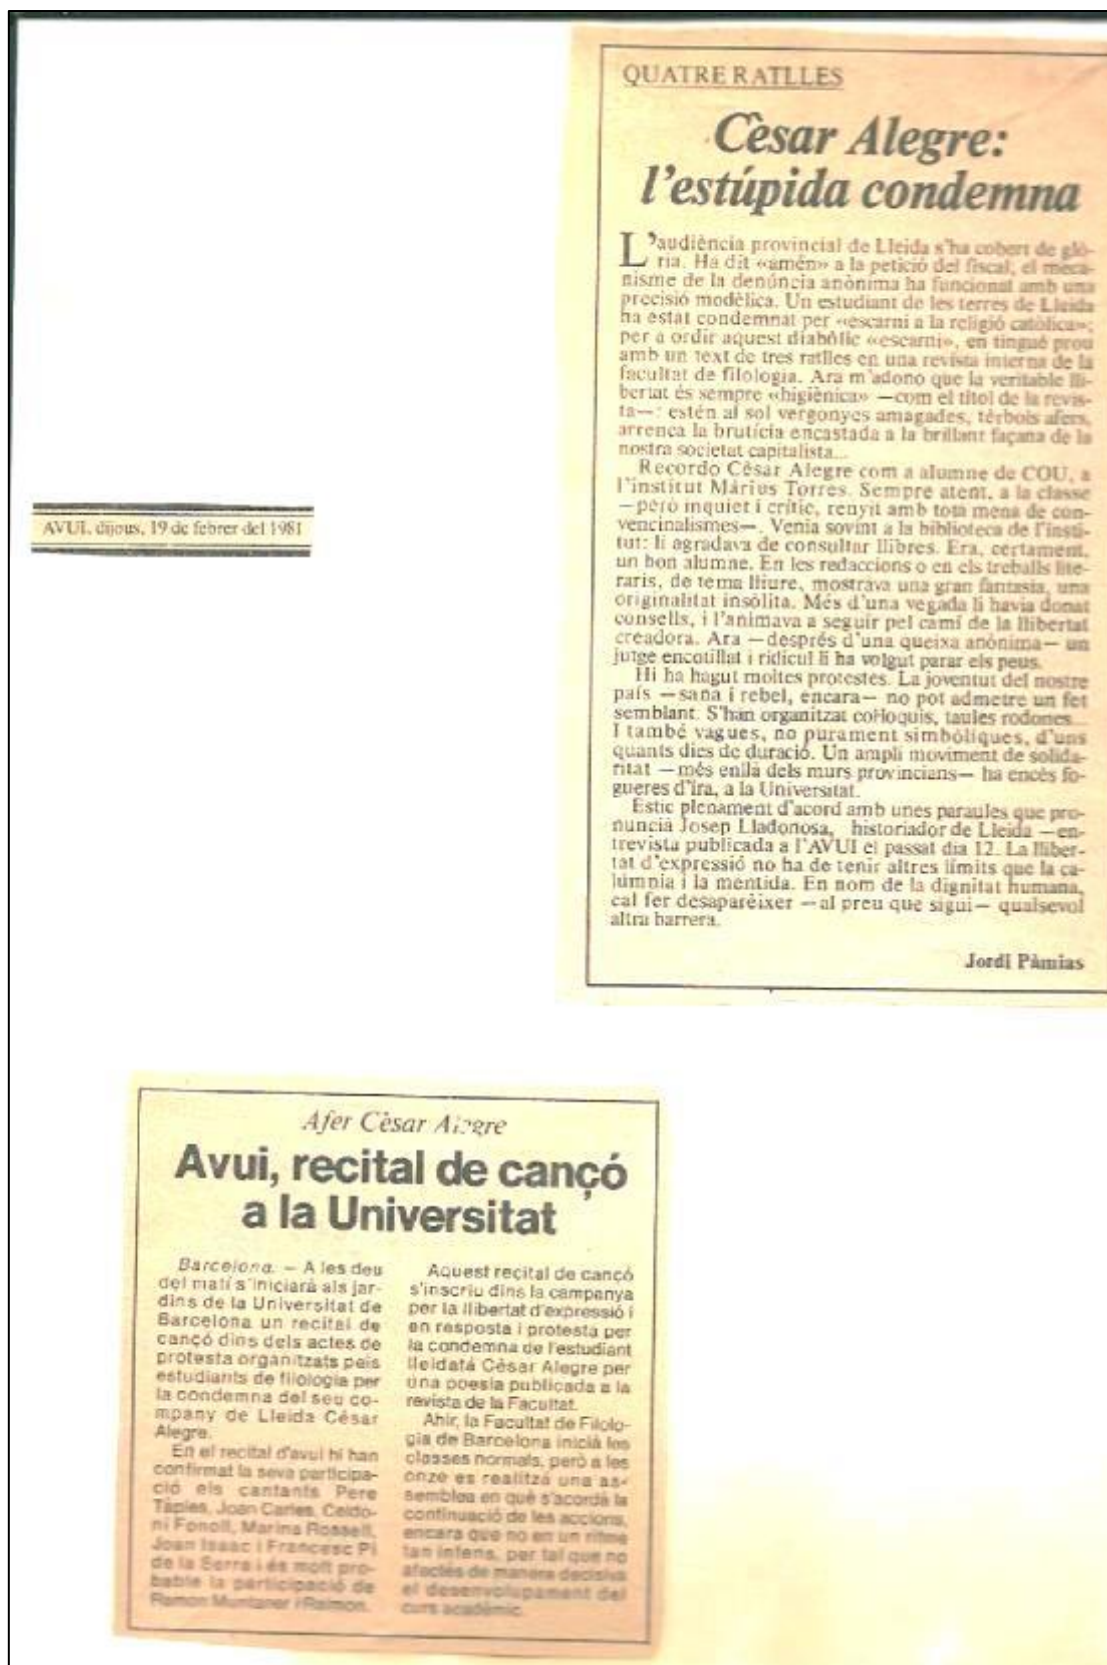 QUATRE RATLLES
Cèsar Alegre:
l'estúpida condemna
L'audiència provincial de Lleida s'ha cobert de glò-
ria. Ha dit «amén» a la petició del fiscal, el meca-
nisme de la denúncia anònima ha funcionat amb una
precisió modèlica. Un estudiant de les terres de Lleida
ha estat condemnat per «escarni a la religió catòlica»;
per a ordir aquest diabòlic «escarni», en tingué prou
amb un text de tres ratlles en una revista interna de la
facultat de filologia. Ara m'adono que la veritable lli-
bertat és sempre «higiènica» —com el títol de la revis-
ta—: estén al sol vergonyes amagades, tèrbols afers,
arrenca la brutícia encastada a la brillant façana de la
nostra societat capitalista...
Recordo Cèsar Alegre com a alumne de COU, a
l'institut Màrius Torres. Sempre atent, a la classe
—però inquiet i crític, renyit amb tota mena de con-
vencinalismes—. Venia sovint a la biblioteca de l'insti-
tut: li agradava de consultar llibres. Era, certament,
un bon alumne. En les redaccions o en els treballs lite-
raris, de tema lliure, mostrava una gran fantasia, una
originalitat insòlita. Més d'una vegada li havia donat
consells, i l'animava a seguir pel camí de la llibertat
creadora. Ara —després d'una queixa anònima— un
jutge encotillat i ridícul li ha volgut parar els peus.
Hi ha hagut moltes protestes. La joventut del nostre
país —sana i rebel, encara— no pot admetre un fet
semblant. S'han organitzat col·loquis, taules rodones...
I també vagues, no purament simbòliques, d'uns
quants dies de duració. Un ampli moviment de solida-
ritat —més enllà dels murs provincians— ha encès fo-
gueres d'ira, a la Universitat.
Estic plenament d'acord amb unes paraules que pro-
nuncià Josep Lladonosa, historiador de Lleida —en-
trevista publicada a l'AVUI el passat dia 12. La lliber-
tat d'expressió no ha de tenir altres límits que la ca-
lúmnia i la mentida. En nom de la dignitat humana,
cal fer desaparèixer —al preu que sigui— qualsevol
altra barrera.
Jordi Pàmias
AVUI, dijous, 19 de febrer del 1981
Afer Cèsar Alegre
Avui, recital de cançó
a la Universitat
Barcelona. — A les deu
del matí s'iniciarà als jar-
dins de la Universitat de
Barcelona un recital de
cançó dins dels actes de
protesta organitzats pels
estudiants de filologia per
la condemna del seu co-
mpany de Lleida Cèsar
Alegre.
En el recital d'avui hi han
confirmat la seva participa-
ció els cantants Pere
Tàpies, Joan Carles, Celdo-
ni Fonoll, Marina Rossell,
Joan Isaac i Francesc Pi
de la Serra i és molt pro-
bable la participació de
Ramon Muntaner i Raimon.
Aquest recital de cançó
s'inscriu dins la campanya
per la llibertat d'expressió i
en resposta i protesta per
la condemna de l'estudiant
lleidatà Cèsar Alegre per
una poesia publicada a la
revista de la Facultat.
Ahir, la Facultat de Filolo-
gia de Barcelona inicià les
classes normals, però a les
onze es realitzà una as-
semblea en què s'acordà la
continuació de les accions,
encara que no en un ritme
tan intens, per tal que no
afectés de manera decisiva
el desenvolupament del
curs acadèmic.